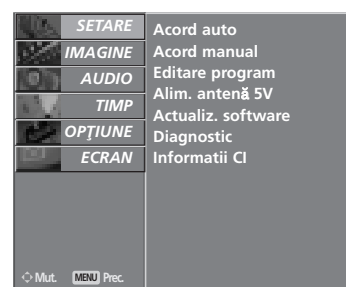 SETARE
IMAGINE
AUDIO
TIMP
OPŢIUNE
ECRAN
Acord auto
Acord manual
Editare program
Alim. antenă 5V
Actualiz. software
Diagnostic
Informatii CI
Mut. MENU Prec.